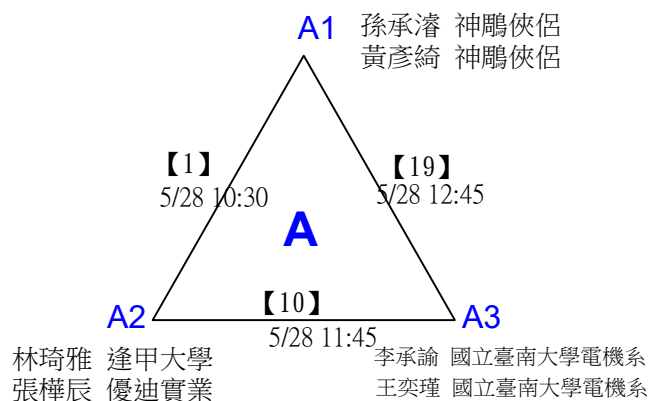 A1
孫承濬 神鵰俠侶
黃彥綺 神鵰俠侶
【1】
5/28 10:30
【19】
5/28 12:45
A
【10】
5/28 11:45
A2
林琦雅 逢甲大學
張樺辰 優迪實業
A3
李承諭 國立臺南大學電機系
王奕瑾 國立臺南大學電機系